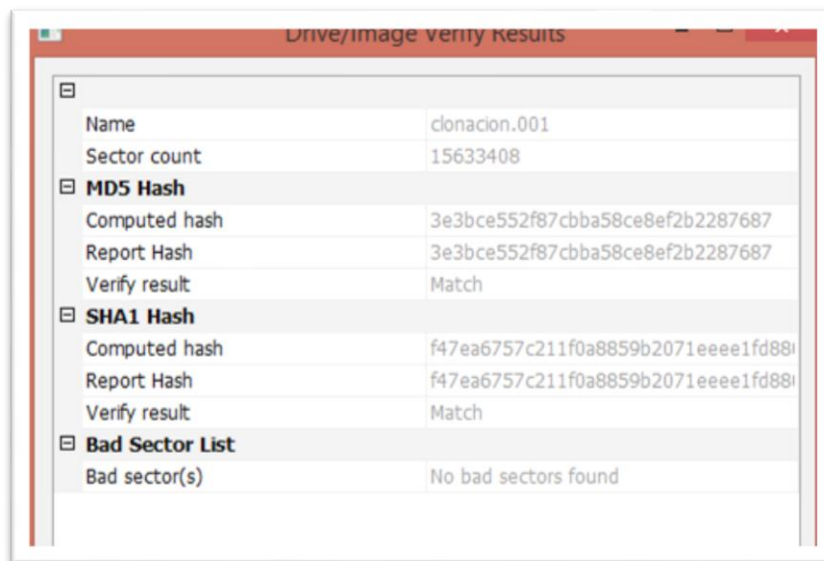 Drive/Image Verify Results
Name clonacion.001
Sector count 15633408
MD5 Hash
Computed hash 3e3bce552f87cbba58ce8ef2b2287687
Report Hash 3e3bce552f87cbba58ce8ef2b2287687
Verify result Match
SHA1 Hash
Computed hash
Report Hash
Verify result Match
Bad Sector List
Bad sector(s) No bad sectors found